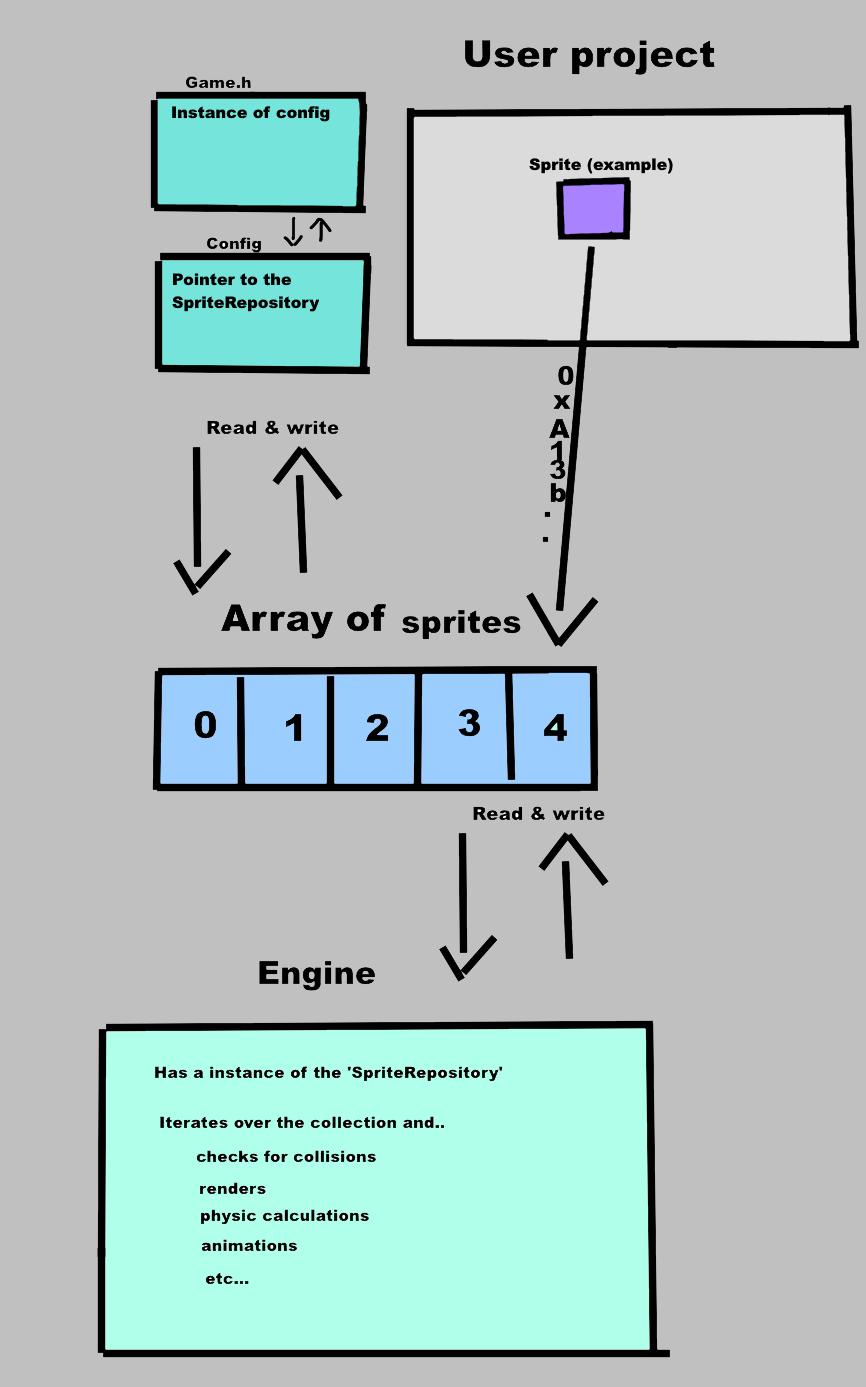 User project
Game.h
Instance of config
Sprite (example)
Config
Pointer to the
SpriteRepository
0xA13b..
Read & write
Array of sprites
0 1 2 3 4
Read & write
Engine
Has a instance of the 'SpriteRepository'
Iterates over the collection and..
checks for collisions
renders
physic calculations
animations
etc...